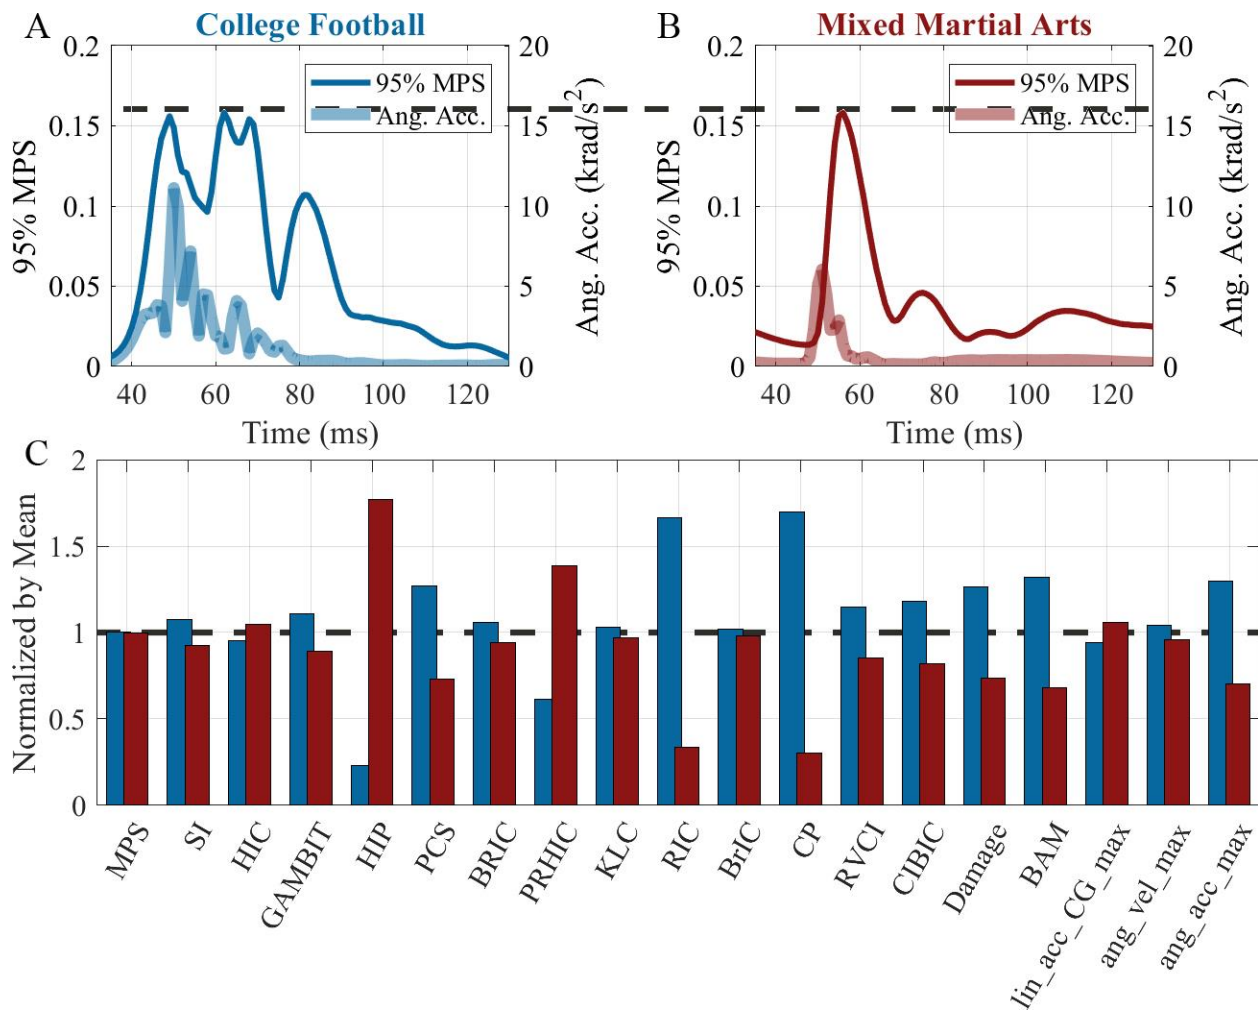 A
College Football
0.2
0.15
0.1
0.05
0
95% MPS
20
15
10
5
0
Ang. Acc. (krad/s²)
95% MPS
Ang. Acc.
40 60 80 100 120
Time (ms)
B
Mixed Martial Arts
0.2
0.15
0.1
0.05
0
95% MPS
20
15
10
5
0
Ang. Acc. (krad/s²)
95% MPS
Ang. Acc.
40 60 80 100 120
Time (ms)
C
2
1.5
1
0.5
0
Normalized by Mean
MPS
SI
HIC
GAMBIT
HIP
PCS
BRIC
PRHIC
KLC
RIC
BrIC
CP
RVCI
CIBIC
Damage
BAM
lin_acc_CG_max
ang_vel_max
ang_acc_max